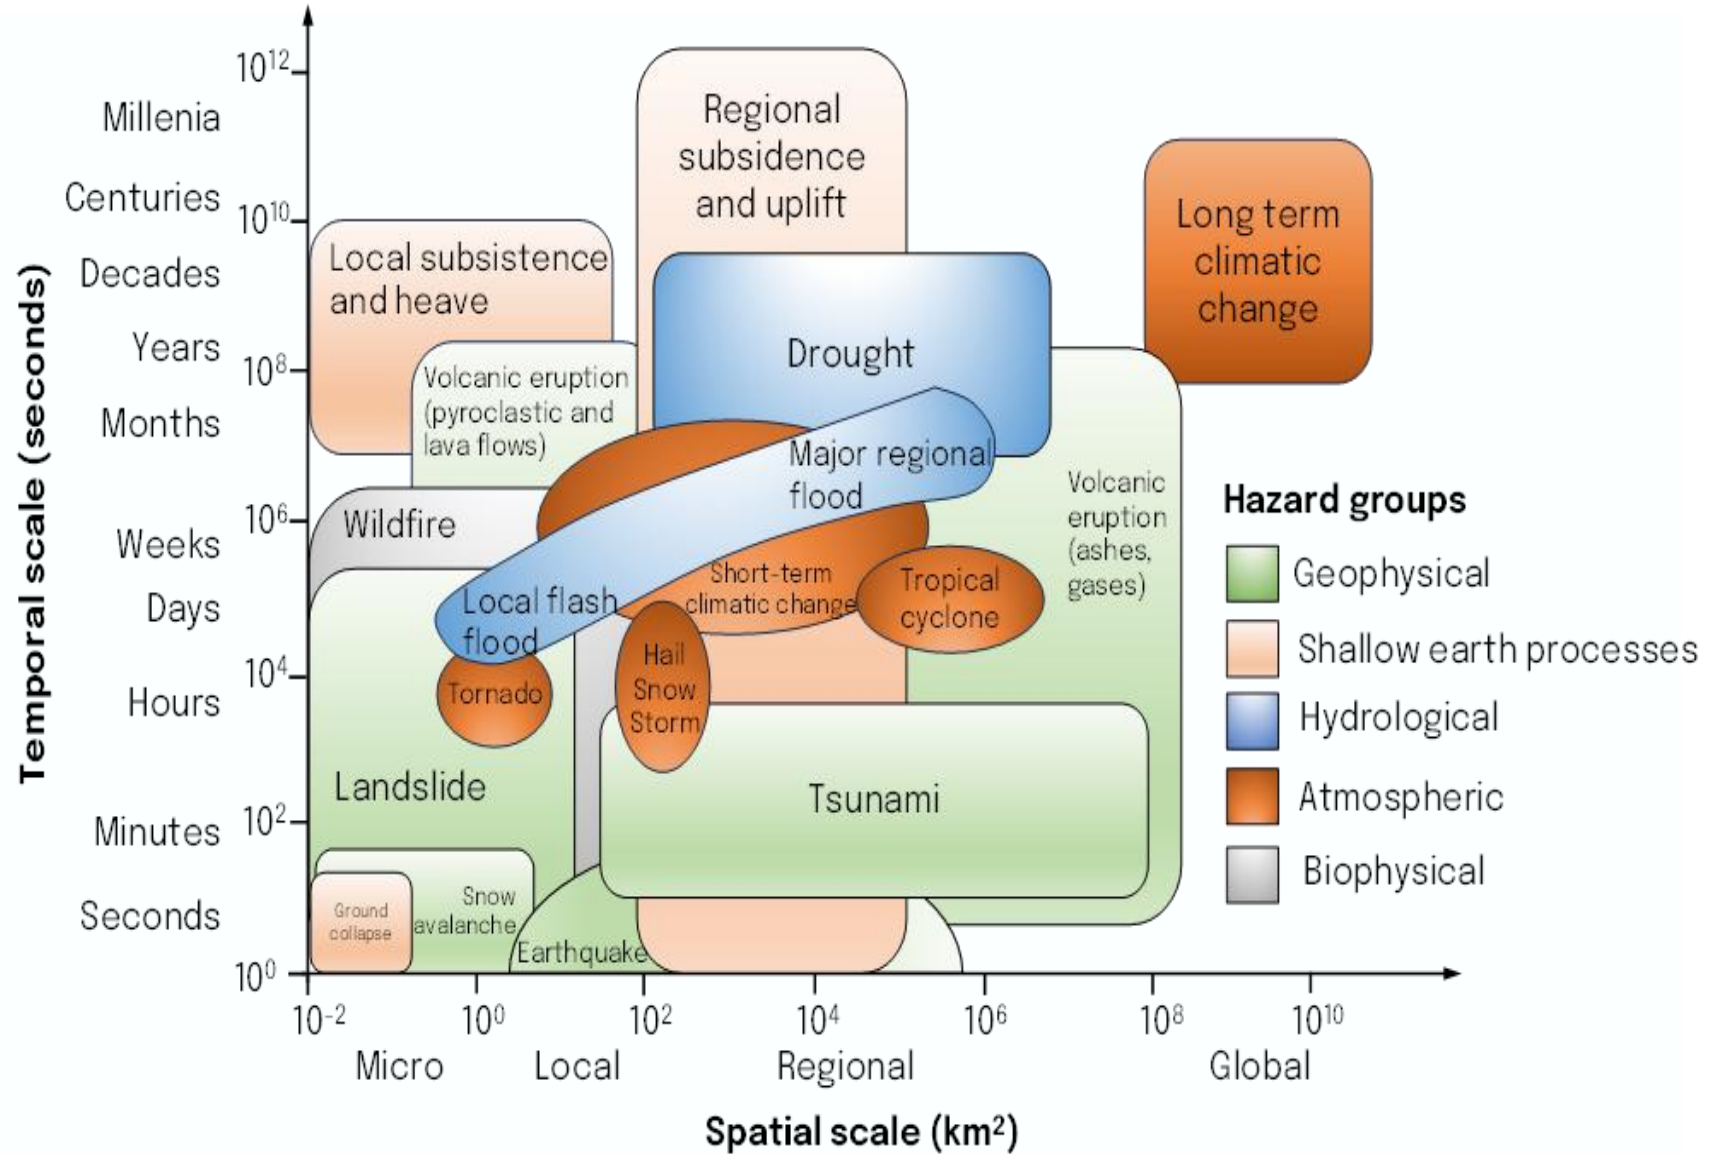 10¹²
Millenia
Centuries
10¹⁰
Decades
Years
10⁸
Months
10⁶
Weeks
Days
10⁴
Hours
10²
Minutes
Seconds
10⁰
Temporal scale (seconds)
Regional
subsidence
and uplift
Long term
climatic
change
Local subsistence
and heave
Drought
Volcanic eruption
(pyroclastic and
lava flows)
Major regional
flood
Volcanic
eruption
(ashes,
gases)
Wildfire
Short-term
climatic change
Tropical
cyclone
Local flash
flood
Hail
Snow
Storm
Tornado
Landslide
Tsunami
Snow
avalanche
Ground
collapse
Earthquake
Hazard groups
Geophysical
Shallow earth processes
Hydrological
Atmospheric
Biophysical
10⁻² 10⁰ 10² 10⁴ 10⁶ 10⁸ 10¹⁰
Micro Local Regional Global
Spatial scale (km²)